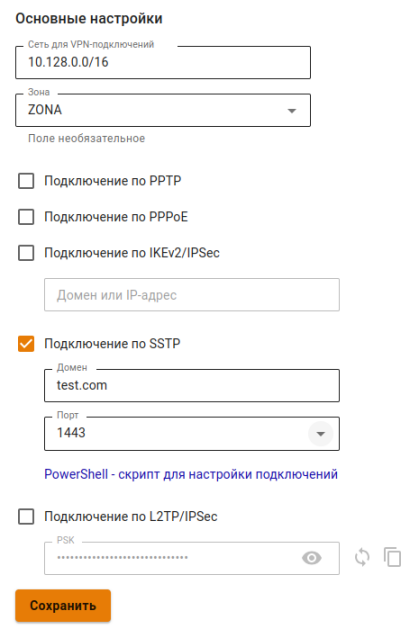 Основные настройки
Сеть для VPN-подключений
10.128.0.0/16
Зона
ZONA
Поле необязательное
Подключение по PPTP
Подключение по PPPoE
Подключение по IKEv2/IPSec
Домен или IP-адрес
Подключение по SSTP
Домен
test.com
Порт
1443
PowerShell - скрипт для настройки подключений
Подключение по L2TP/IPSec
PSK
••••••••••••••••••••••••••••••
Сохранить